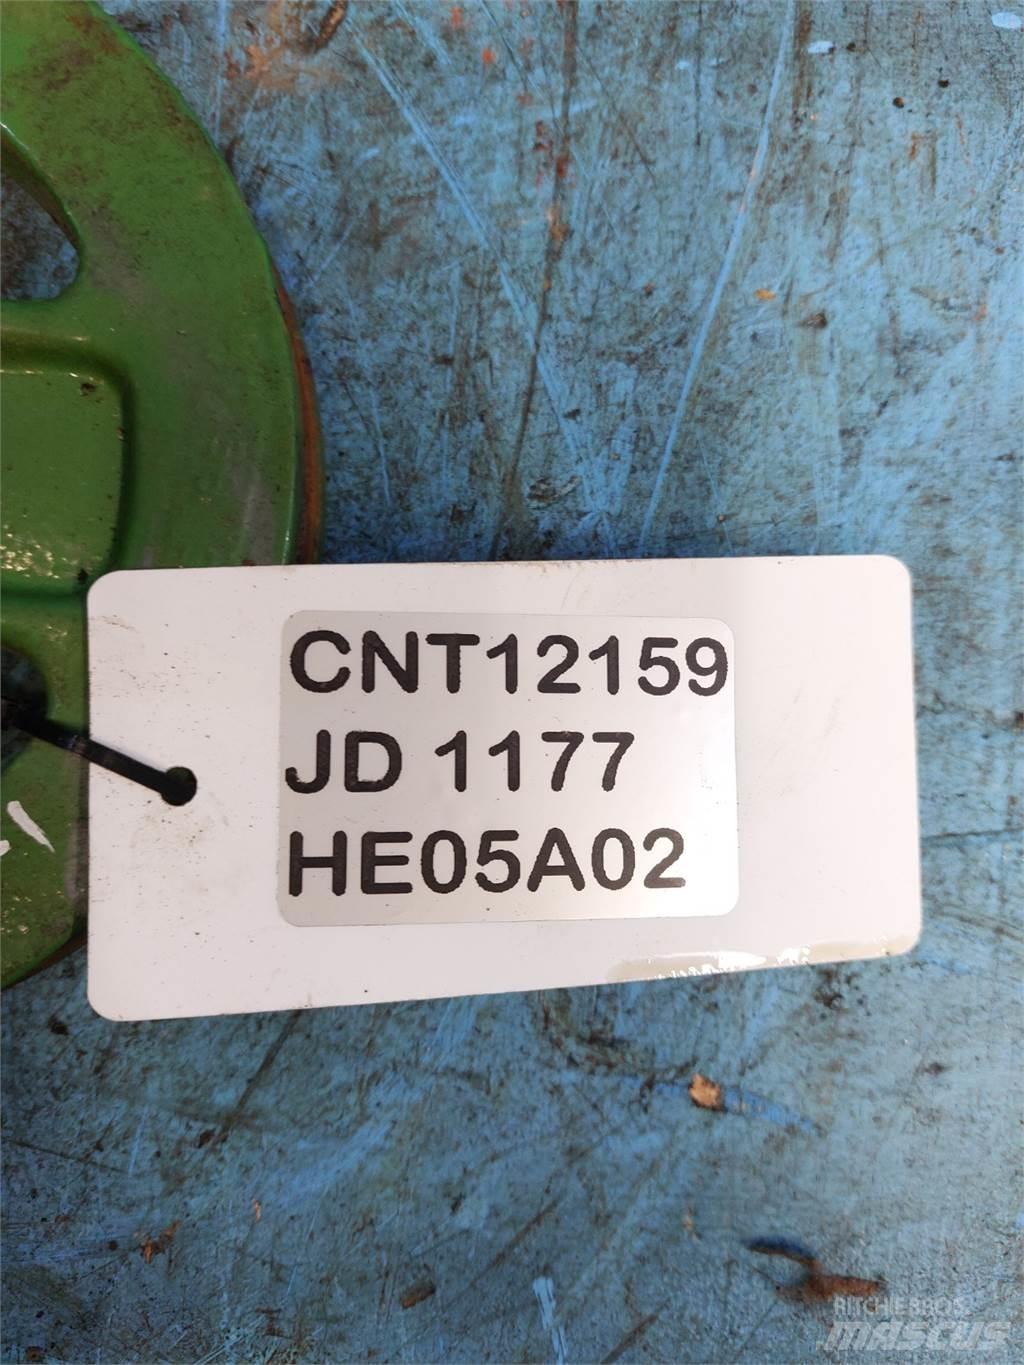 CNT12159
JD 1177
HE05A02
RITCHIE BROS.
MASCUS